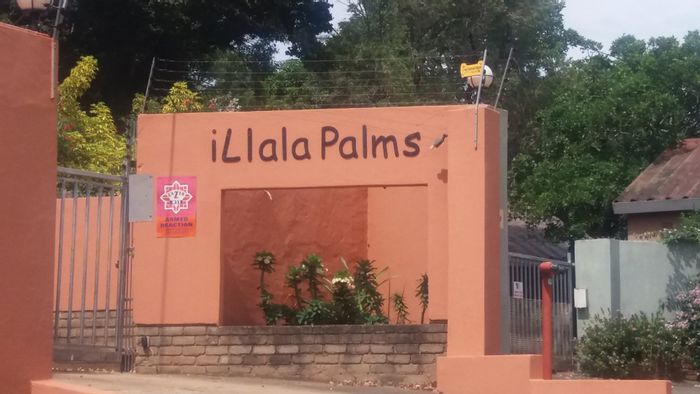 iLlala Palms
ARMED
REACTION